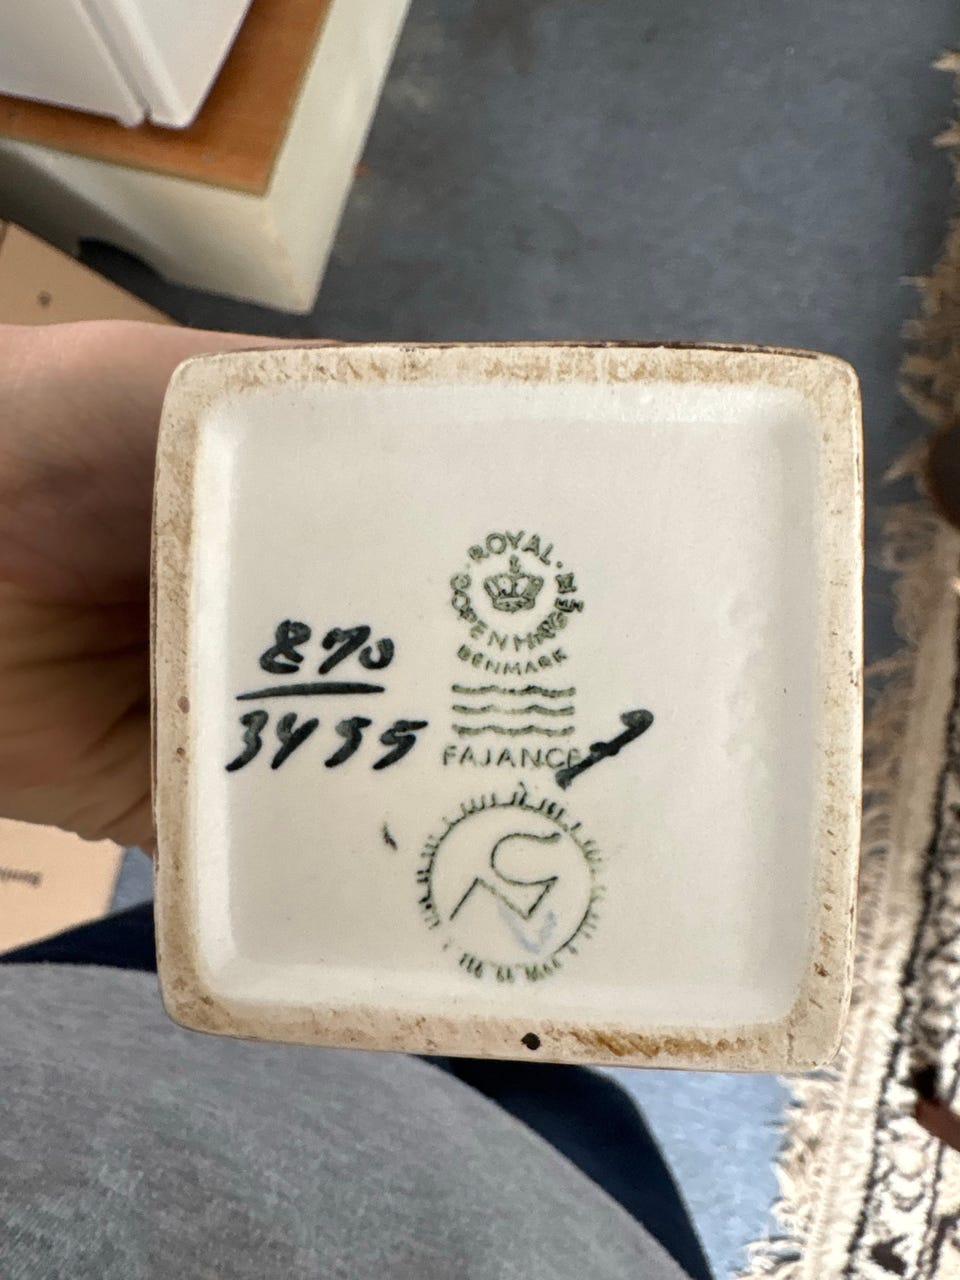 ROYAL
COPENHAGEN
DENMARK
870
3455
FAJANCE